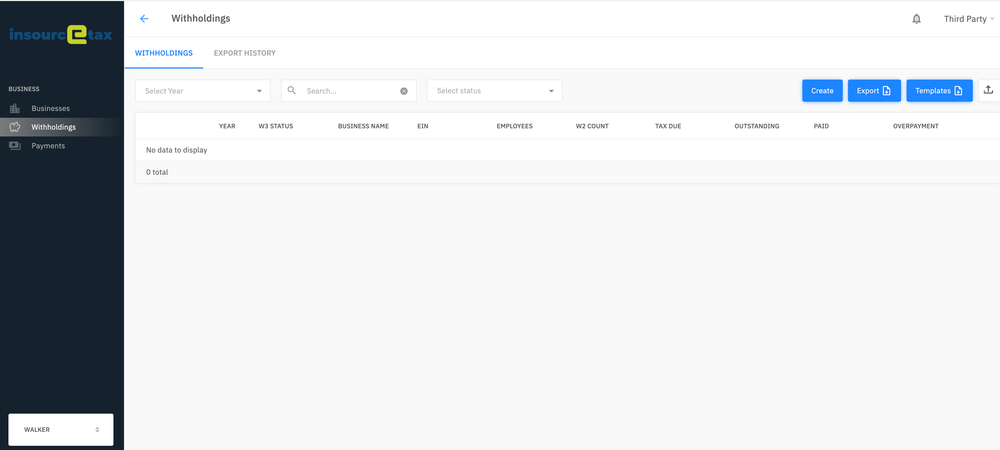 insourcetax
Withholdings
Third Party
WITHHOLDINGS EXPORT HISTORY
BUSINESS
Businesses
Withholdings
Payments
Select Year
Search...
Select status
Create
Export
Templates
YEAR W3 STATUS BUSINESS NAME EIN EMPLOYEES W2 COUNT TAX DUE OUTSTANDING PAID OVERPAYMENT
No data to display
0 total
WALKER